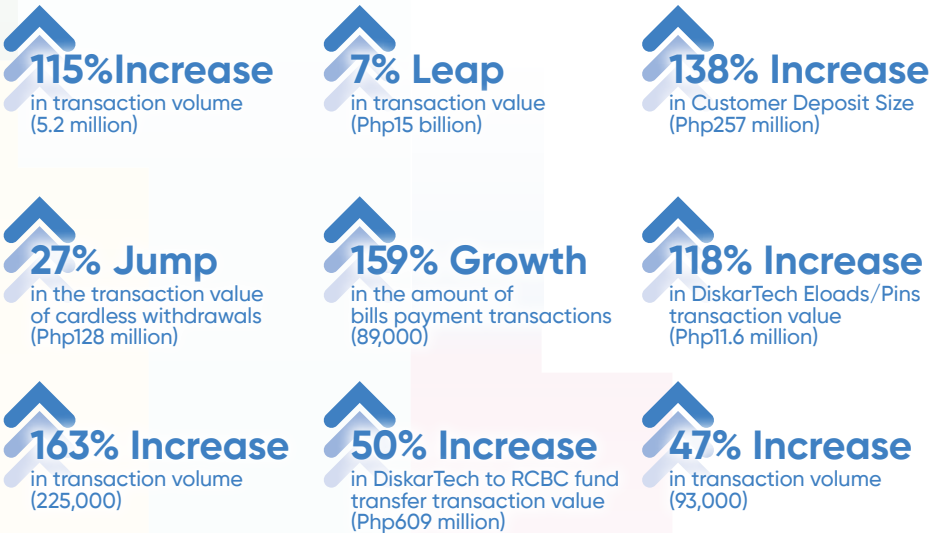 115%Increase
in transaction volume
(5.2 million)
7% Leap
in transaction value
(Php15 billion)
138% Increase
in Customer Deposit Size
(Php257 million)
27% Jump
in the transaction value
of cardless withdrawals
(Php128 million)
159% Growth
in the amount of
bills payment transactions
(89,000)
118% Increase
in DiskarTech Eloads/Pins
transaction value
(Php11.6 million)
163% Increase
in transaction volume
(225,000)
50% Increase
in DiskarTech to RCBC fund
transfer transaction value
(Php609 million)
47% Increase
in transaction volume
(93,000)